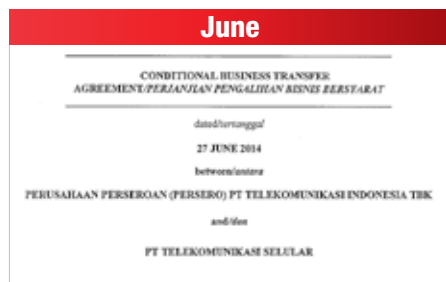 June
CONDITIONAL BUSINESS TRANSFER
AGREEMENT/PERJANJIAN PENGALIHAN BISNIS BERSYARAT
dated/tertanggal
27 JUNE 2014
between/antara
PERUSAHAAN PERSEROAN (PERSERO) PT TELEKOMUNIKASI INDONESIA TBK
and/dan
PT TELEKOMUNIKASI SELULAR